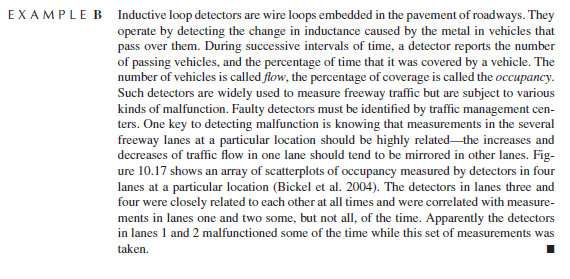 EXAMPLE B Inductive loop detectors are wire loops embedded in the pavement of roadways. They
operate by detecting the change in inductance caused by the metal in vehicles that
pass over them. During successive intervals of time, a detector reports the number
of passing vehicles, and the percentage of time that it was covered by a vehicle. The
number of vehicles is called flow, the percentage of coverage is called the occupancy.
Such detectors are widely used to measure freeway traffic but are subject to various
kinds of malfunction. Faulty detectors must be identified by traffic management cen-
ters. One key to detecting malfunction is knowing that measurements in the several
freeway lanes at a particular location should be highly related—the increases and
decreases of traffic flow in one lane should tend to be mirrored in other lanes. Fig-
ure 10.17 shows an array of scatterplots of occupancy measured by detectors in four
lanes at a particular location (Bickel et al. 2004). The detectors in lanes three and
four were closely related to each other at all times and were correlated with measure-
ments in lanes one and two some, but not all, of the time. Apparently the detectors
in lanes 1 and 2 malfunctioned some of the time while this set of measurements was
taken. ■